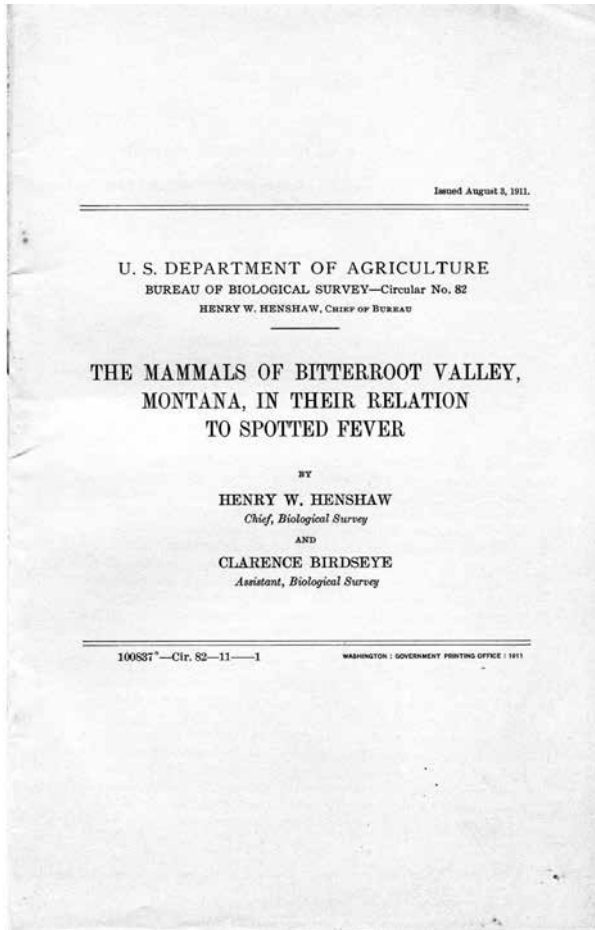 Issued August 3, 1911.
U. S. DEPARTMENT OF AGRICULTURE
BUREAU OF BIOLOGICAL SURVEY—Circular No. 82
HENRY W. HENSHAW, CHIEF OF BUREAU
THE MAMMALS OF BITTERROOT VALLEY,
MONTANA, IN THEIR RELATION
TO SPOTTED FEVER
BY
HENRY W. HENSHAW
Chief, Biological Survey
AND
CLARENCE BIRDSEYE
Assistant, Biological Survey
100837°—Cir. 82—11——1 WASHINGTON : GOVERNMENT PRINTING OFFICE : 1911